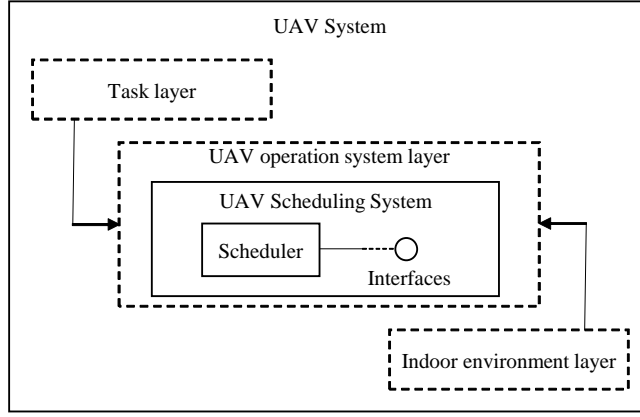 UAV System
Task layer
UAV operation system layer
UAV Scheduling System
Scheduler
Interfaces
Indoor environment layer